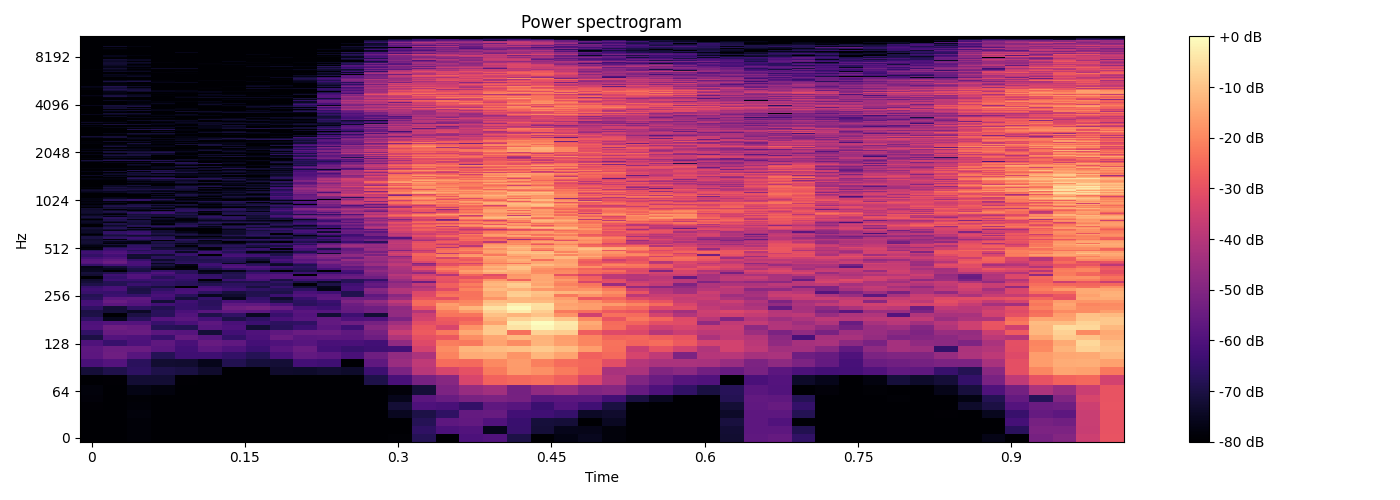 Power spectrogram
8192
4096
2048
1024
512
256
128
64
0
Hz
0 0.15 0.3 0.45 0.6 0.75 0.9
Time
+0 dB
-10 dB
-20 dB
-30 dB
-40 dB
-50 dB
-60 dB
-70 dB
-80 dB